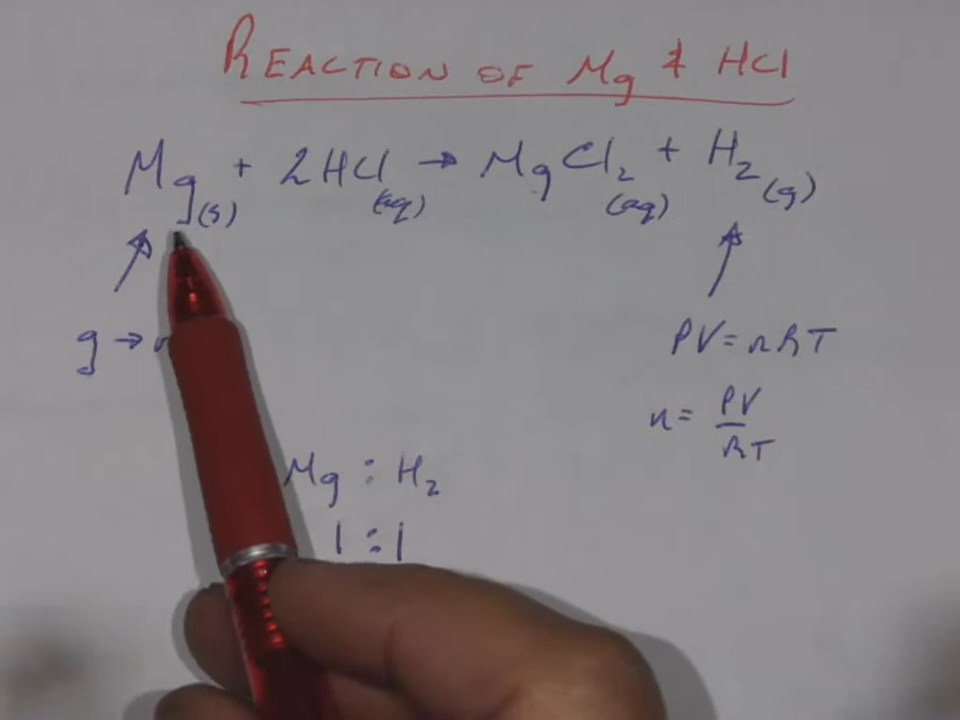 REACTION OF Mg & HCl
Mg(s) + 2HCl(aq) → MgCl2(aq) + H2(g)
g →
PV=nRT
n= PV
RT
Mg : H2
1 : 1